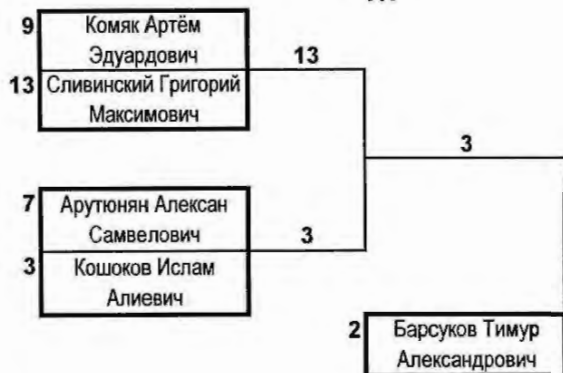 9
Комяк Артём
Эдуардович
13
13
Сливинский Григорий
Максимович
3
7
Арутюнян Алексан
Самвелович
3
3
Кошоков Ислам
Алиевич
2
Барсуков Тимур
Александрович